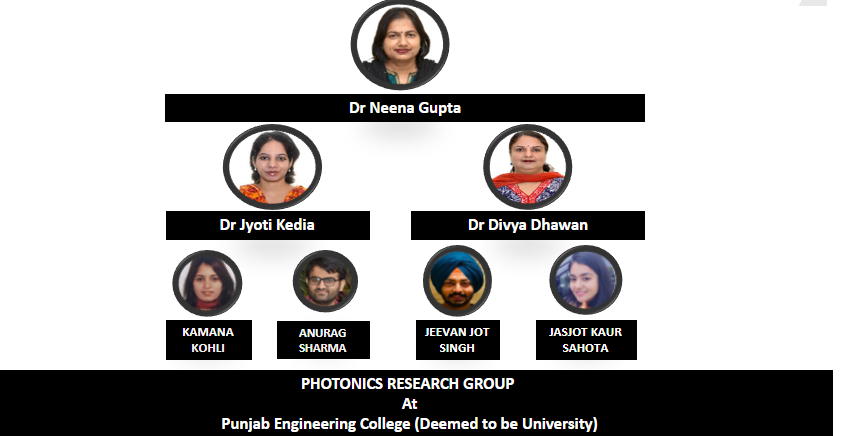 Dr Neena Gupta
Dr Jyoti Kedia
Dr Divya Dhawan
KAMANA
KOHLI
ANURAG
SHARMA
JEEVAN JOT
SINGH
JASJOT KAUR
SAHOTA
PHOTONICS RESEARCH GROUP
At
Punjab Engineering College (Deemed to be University)